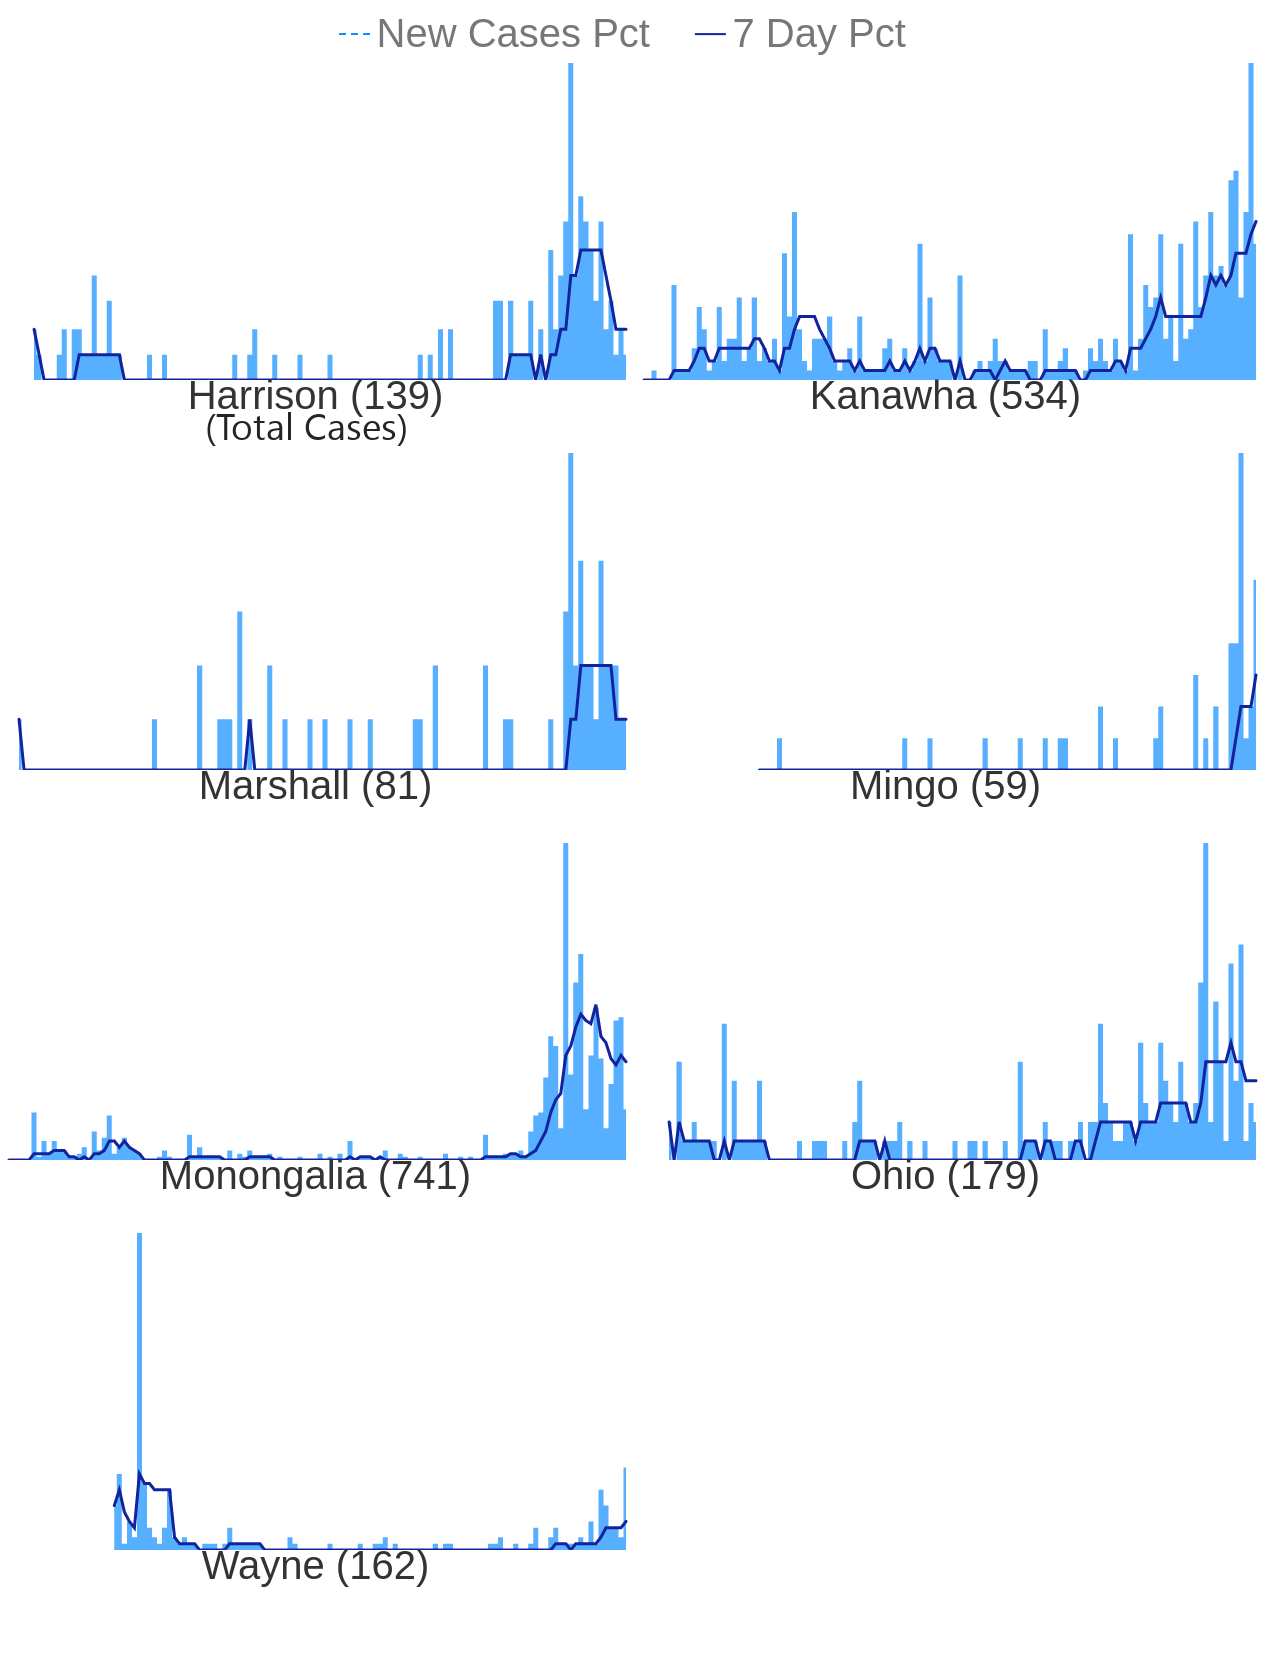 New Cases Pct 7 Day Pct
Harrison (139) Kanawha (534)
(Total Cases)
Marshall (81) Mingo (59)
Monongalia (741) Ohio (179)
Wayne (162)